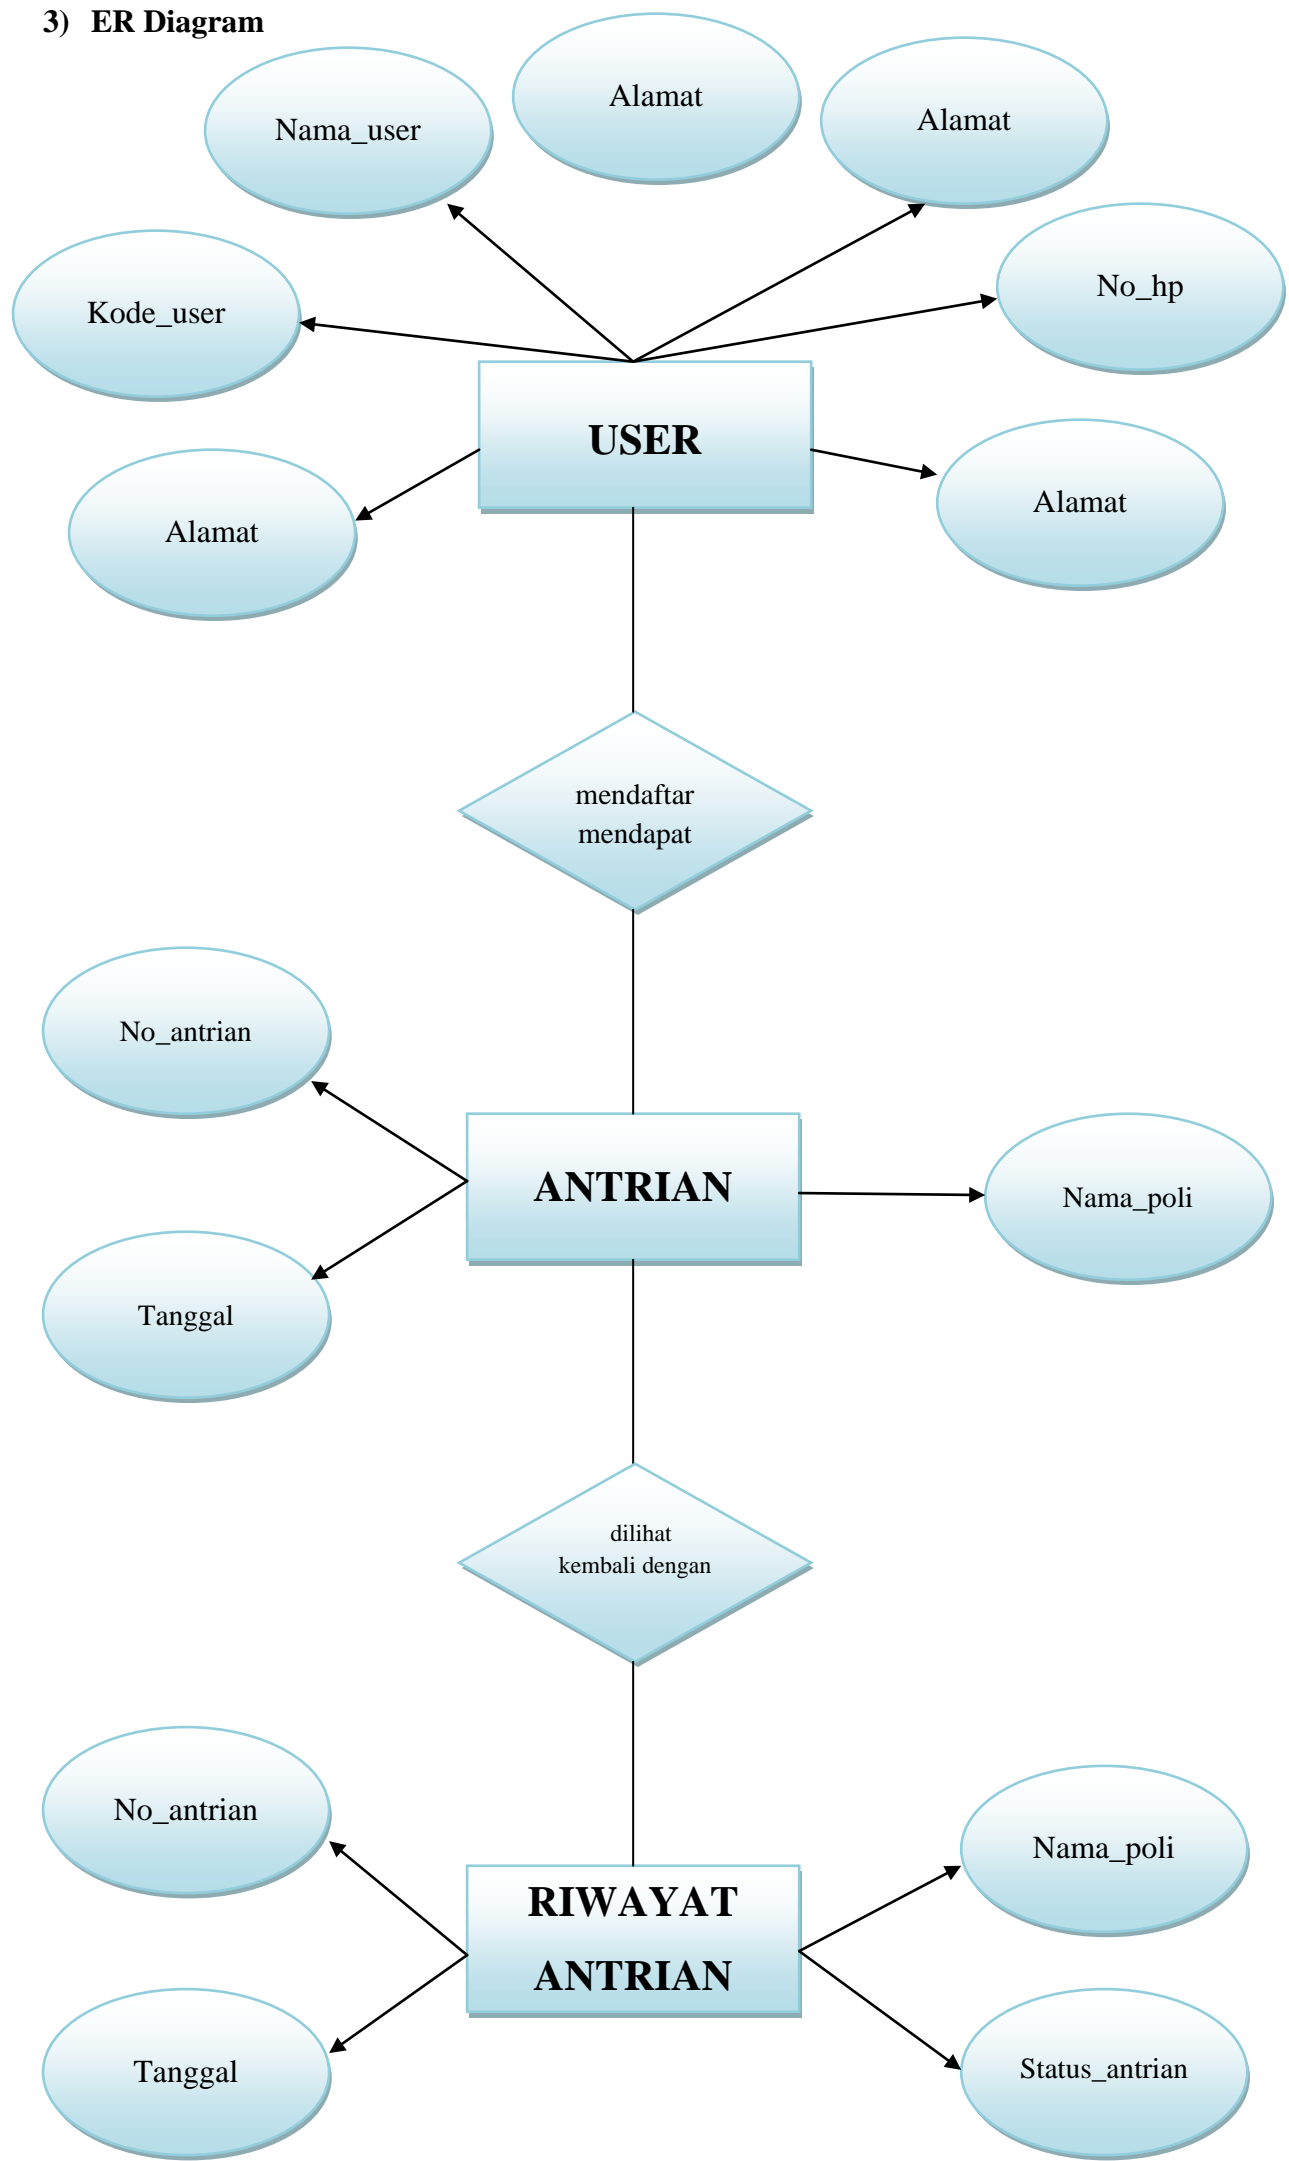 3) ER Diagram
Alamat
Alamat
Nama_user
No_hp
Kode_user
USER
Alamat
Alamat
mendaftar
mendapat
No_antrian
ANTRIAN
Nama_poli
Tanggal
dilihat
kembali dengan
No_antrian
Nama_poli
RIWAYAT
ANTRIAN
Status_antrian
Tanggal